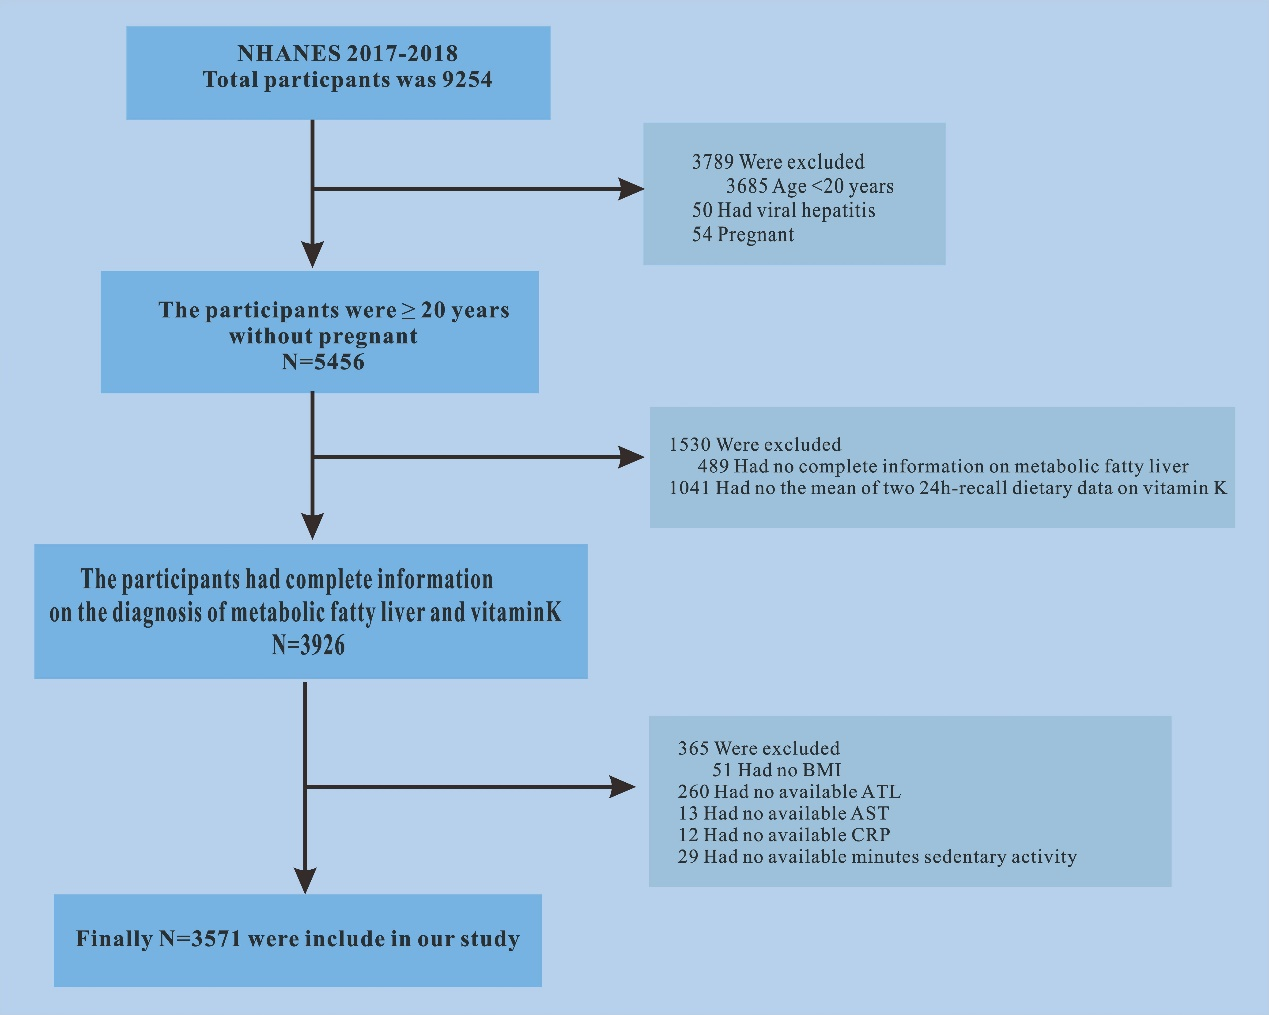 NHANES 2017-2018
Total particpants was 9254
3789 Were excluded
3685 Age <20 years
50 Had viral hepatitis
54 Pregnant
The participants were ≥ 20 years
without pregnant
N=5456
1530 Were excluded
489 Had no complete information on metabolic fatty liver
1041 Had no the mean of two 24h-recall dietary data on vitamin K
The participants had complete information
on the diagnosis of metabolic fatty liver and vitaminK
N=3926
365 Were excluded
51 Had no BMI
260 Had no available ATL
13 Had no available AST
12 Had no available CRP
29 Had no available minutes sedentary activity
Finally N=3571 were include in our study